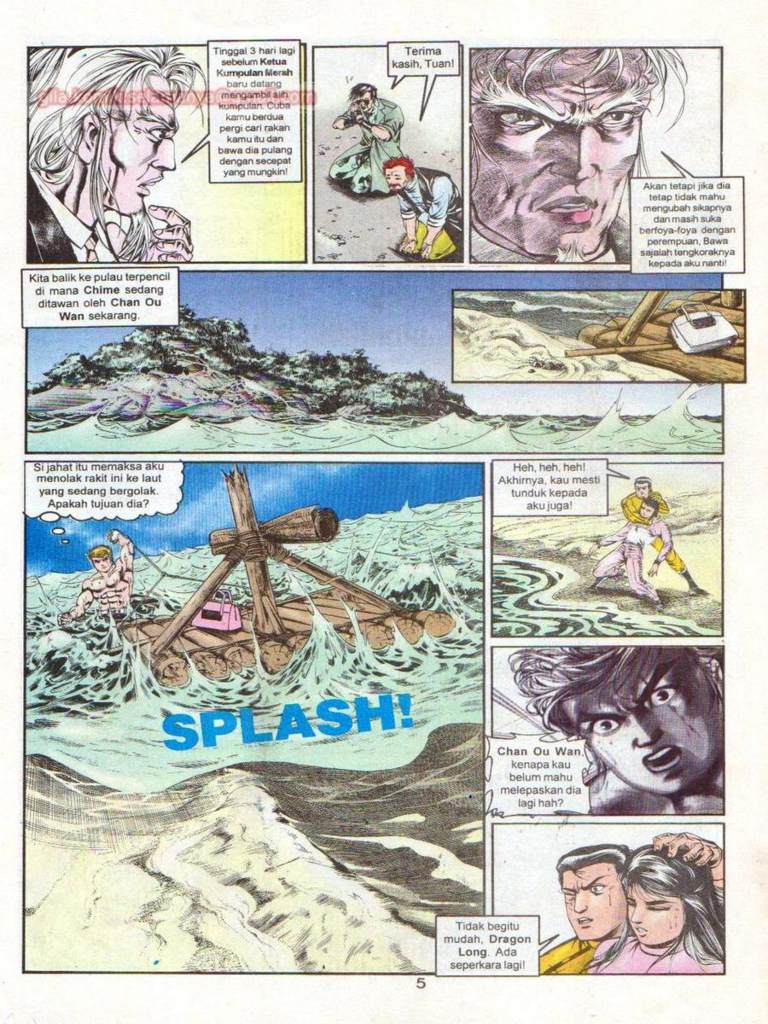 Tinggal 3 hari lagi
sebelum Ketua
Kumpulan Merah
baru datang
mengambil alih
kumpulan. Cuba
kamu berdua
pergi cari rakan
kamu itu dan
bawa dia pulang
dengan secepat
yang mungkin!
Terima
kasih, Tuan!
Akan tetapi jika dia
tetap tidak mahu
mengubah sikapnya
dan masih suka
berfoya-foya dengan
perempuan, Bawa
sajalah tengkoraknya
kepada aku nanti!
Kita balik ke pulau terpencil
di mana Chime sedang
ditawan oleh Chan Ou
Wan sekarang.
Si jahat itu memaksa aku
menolak rakit ini ke laut
yang sedang bergolak.
Apakah tujuan dia?
SPLASH!
Heh, heh, heh!
Akhirnya, kau mesti
tunduk kepada
aku juga!
Chan Ou Wan,
kenapa kau
belum mahu
melepaskan dia
lagi hah?
Tidak begitu
mudah, Dragon
Long. Ada
seperkara lagi!
5